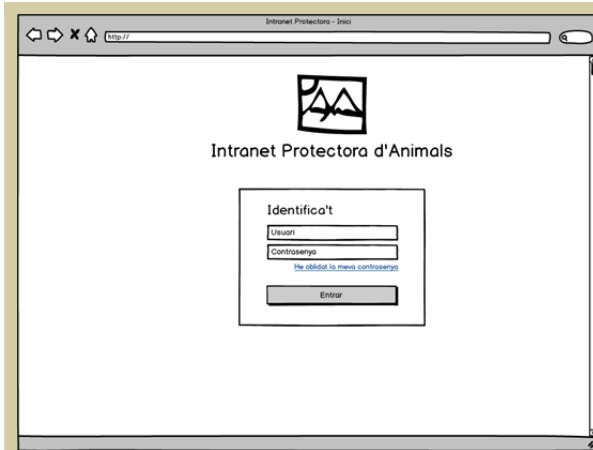 Intranet Protectora - Inici
http://
Intranet Protectora d'Animals
Identifica't
Usuari
Contrasenya
He oblidat la meva contrasenya
Entrar